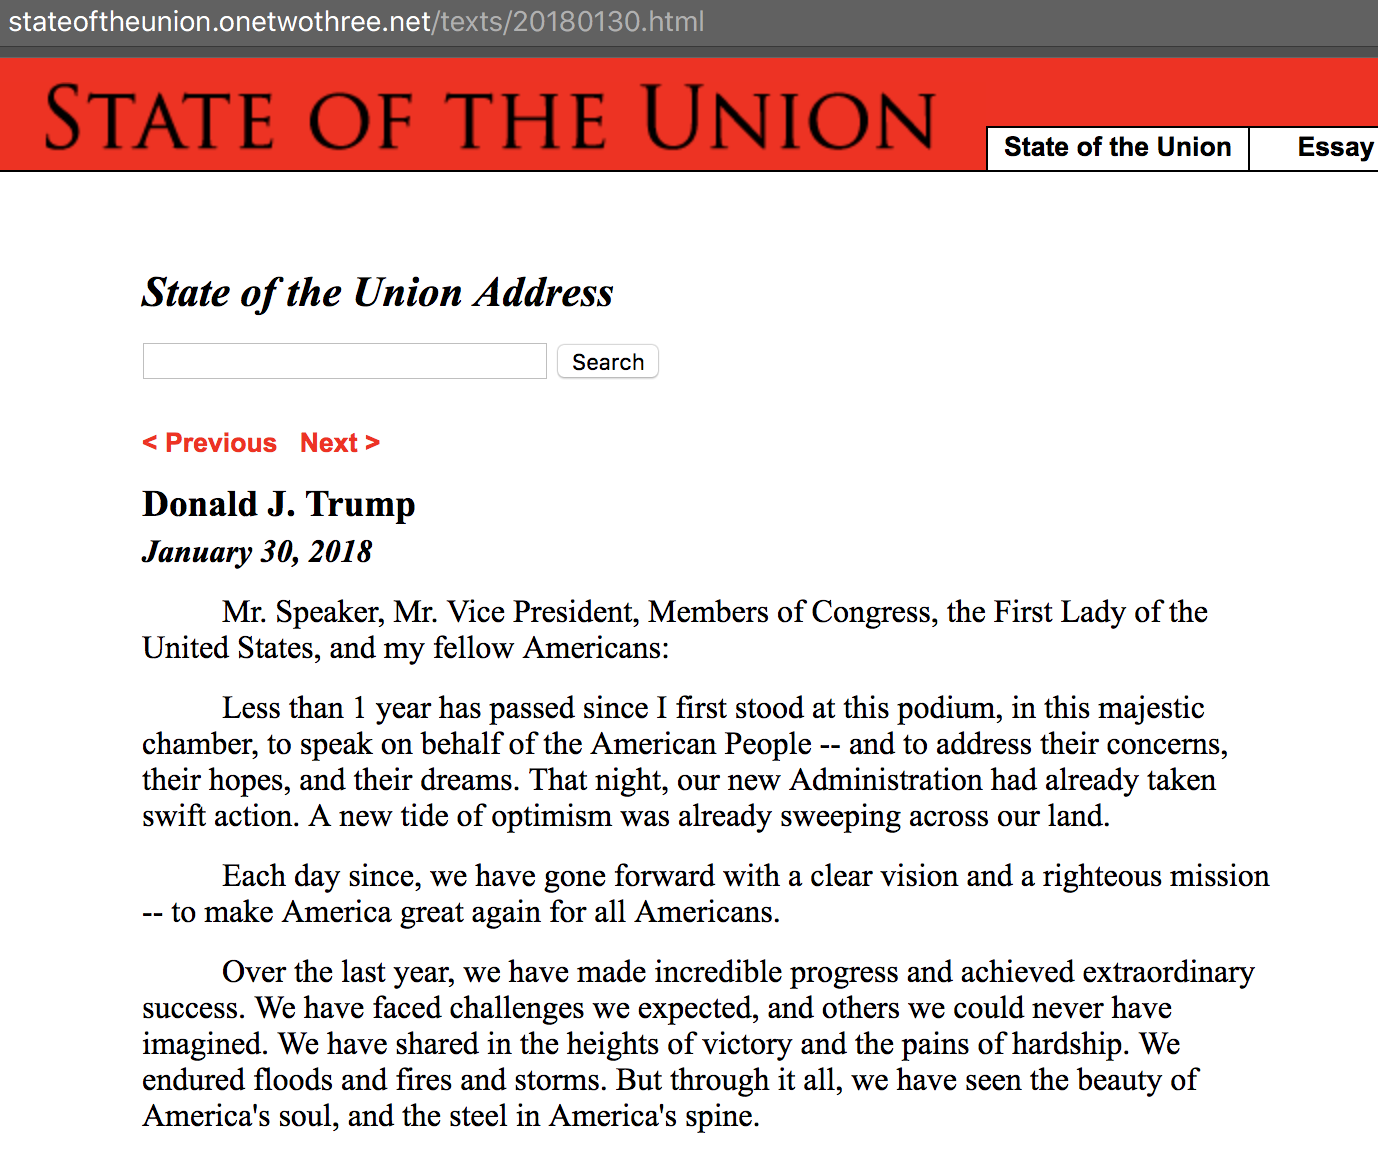 stateoftheunion.onetwothree.net/texts/20180130.html
STATE OF THE UNION
State of the Union
Essay
State of the Union Address
Search
< Previous Next >
Donald J. Trump
January 30, 2018
Mr. Speaker, Mr. Vice President, Members of Congress, the First Lady of the
United States, and my fellow Americans:
Less than 1 year has passed since I first stood at this podium, in this majestic
chamber, to speak on behalf of the American People -- and to address their concerns,
their hopes, and their dreams. That night, our new Administration had already taken
swift action. A new tide of optimism was already sweeping across our land.
Each day since, we have gone forward with a clear vision and a righteous mission
-- to make America great again for all Americans.
Over the last year, we have made incredible progress and achieved extraordinary
success. We have faced challenges we expected, and others we could never have
imagined. We have shared in the heights of victory and the pains of hardship. We
endured floods and fires and storms. But through it all, we have seen the beauty of
America's soul, and the steel in America's spine.